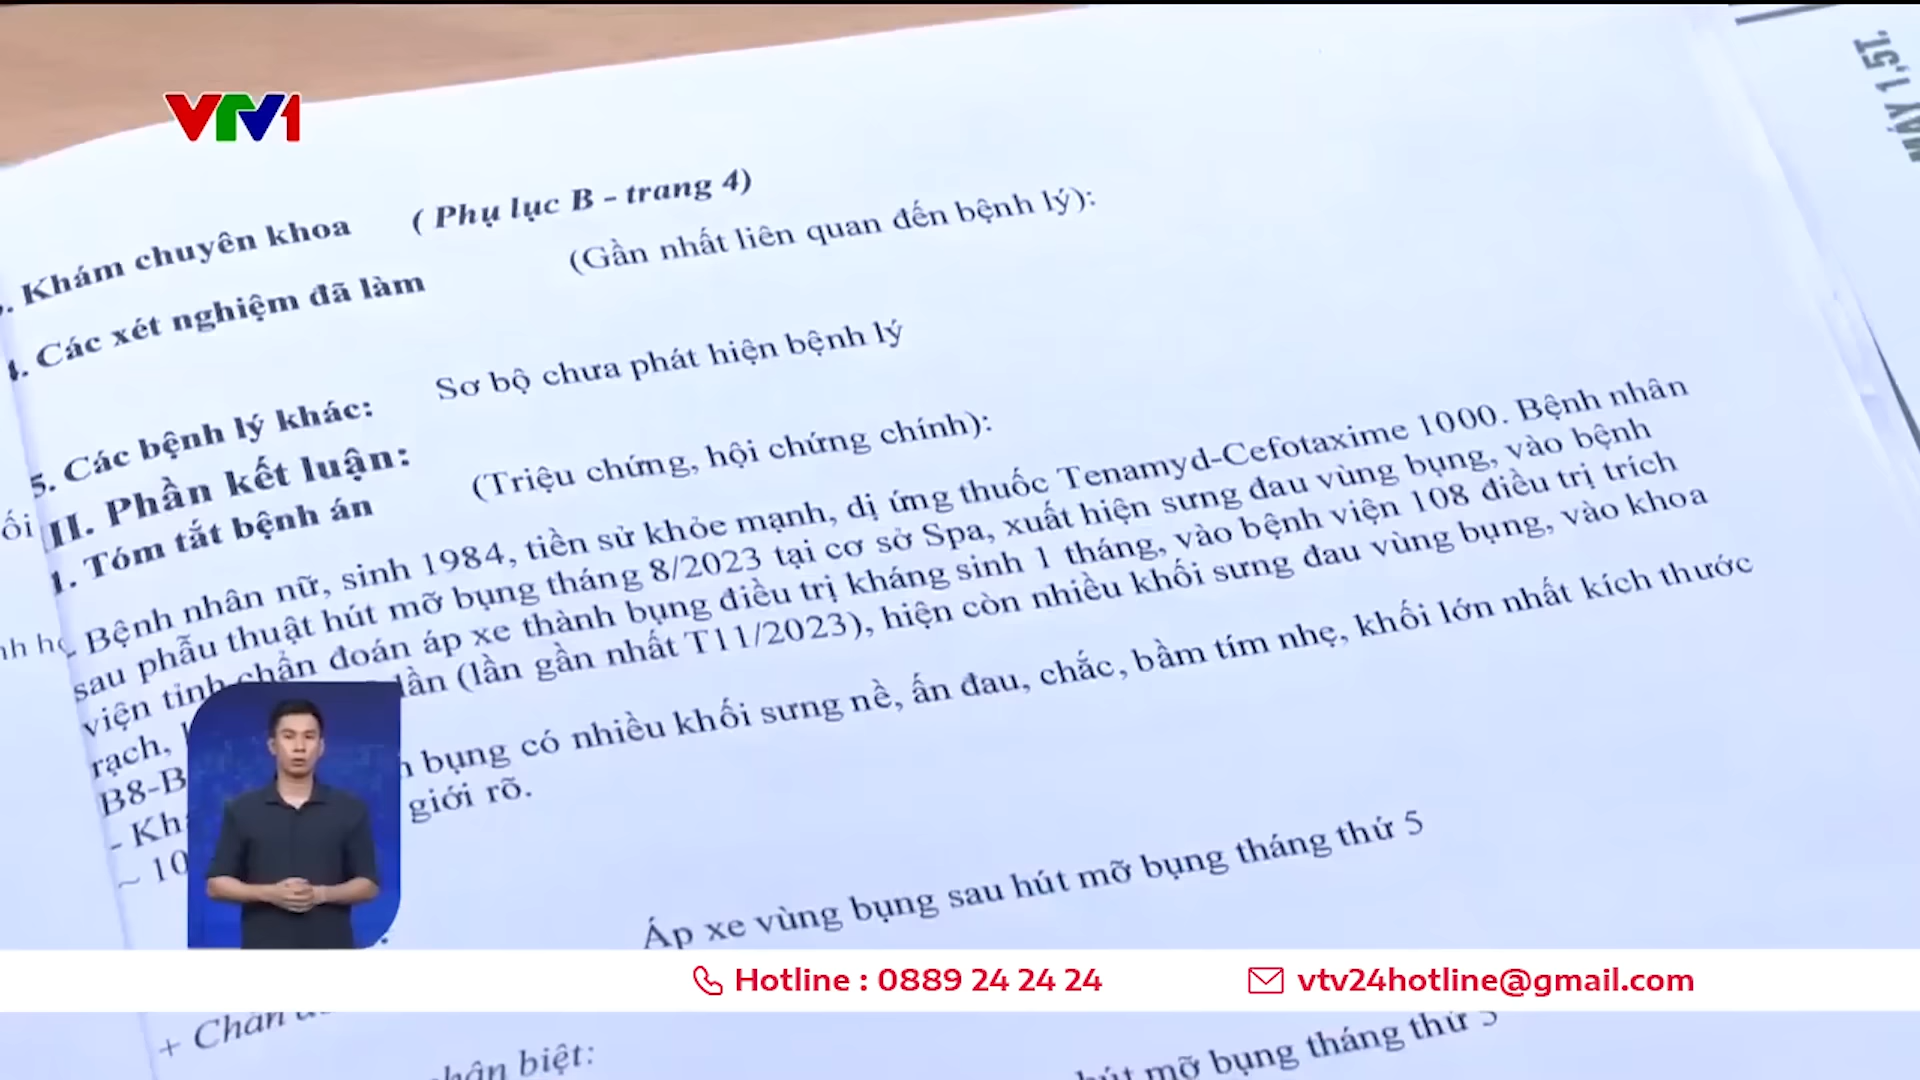 VTV1
MÁY 1,5T.
. Khám chuyên khoa ( Phụ lục B - trang 4)
4. Các xét nghiệm đã làm (Gần nhất liên quan đến bệnh lý):
Sơ bộ chưa phát hiện bệnh lý
5. Các bệnh lý khác:
II. Phần kết luận:
1. Tóm tắt bệnh án (Triệu chứng, hội chứng chính):
- Bệnh nhân nữ, sinh 1984, tiền sử khỏe mạnh, dị ứng thuốc Tenamyd-Cefotaxime 1000. Bệnh nhân
sau phẫu thuật hút mỡ bụng tháng 8/2023 tại cơ sở Spa, xuất hiện sưng đau vùng bụng, vào bệnh
viện tỉnh chẩn đoán áp xe thành bụng điều trị kháng sinh 1 tháng, vào bệnh viện 108 điều trị trích
rạch, lần (lần gần nhất T11/2023), hiện còn nhiều khối sưng đau vùng bụng, vào khoa
B8-B
- Khá bụng có nhiều khối sưng nề, ấn đau, chắc, bầm tím nhẹ, khối lớn nhất kích thước
~ 10 giới rõ.
Áp xe vùng bụng sau hút mỡ bụng tháng thứ 5
Hotline : 0889 24 24 24
vtv24hotline@gmail.com
+ Chẩn
biệt:
hút mỡ bụng tháng thứ 5